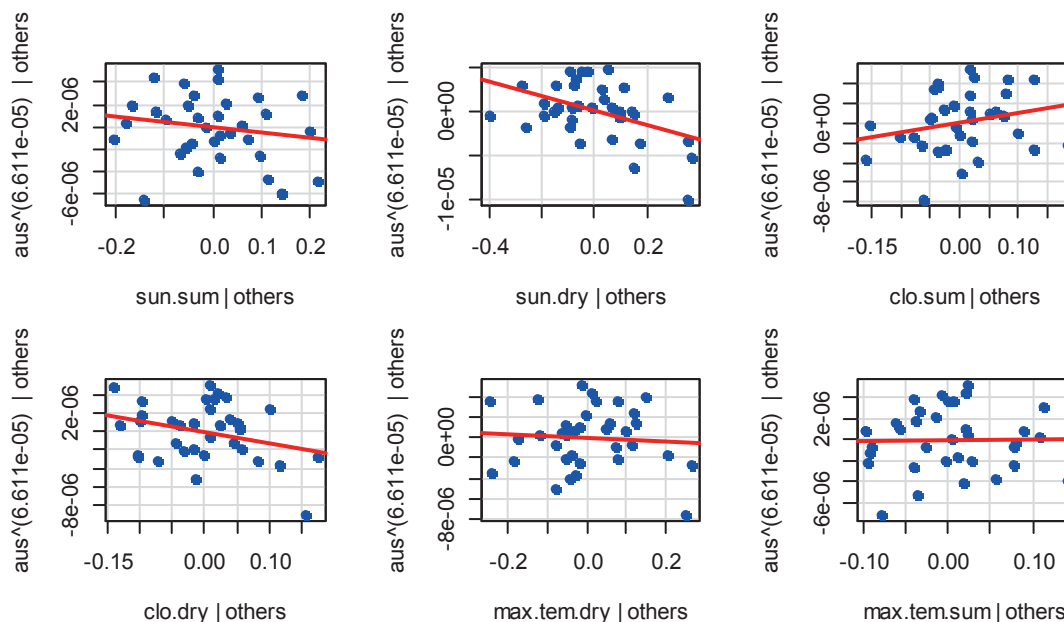 aus^(6.611e-05) | others
-6e-06 2e-06
-0.2 0.0 0.1 0.2
sun.sum | others
aus^(6.611e-05) | others
-1e-05 0e+00
-0.4 0.0 0.2
sun.dry | others
aus^(6.611e-05) | others
-8e-06 0e+00
-0.15 0.00 0.10
clo.sum | others
aus^(6.611e-05) | others
-8e-06 2e-06
-0.15 0.00 0.10
clo.dry | others
aus^(6.611e-05) | others
-8e-06 0e+00
-0.2 0.0 0.2
max.tem.dry | others
aus^(6.611e-05) | others
-6e-06 2e-06
-0.10 0.00 0.10
max.tem.sum | others